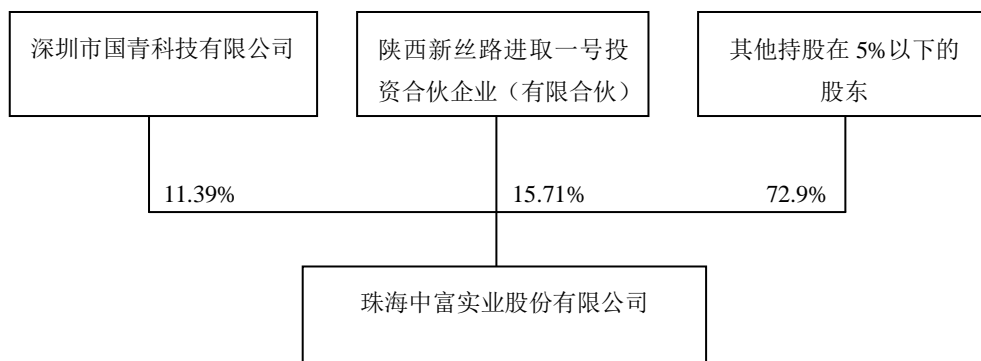 深圳市国青科技有限公司
陕西新丝路进取一号投
资合伙企业（有限合伙）
其他持股在 5%以下的
股东
11.39%
15.71%
72.9%
珠海中富实业股份有限公司